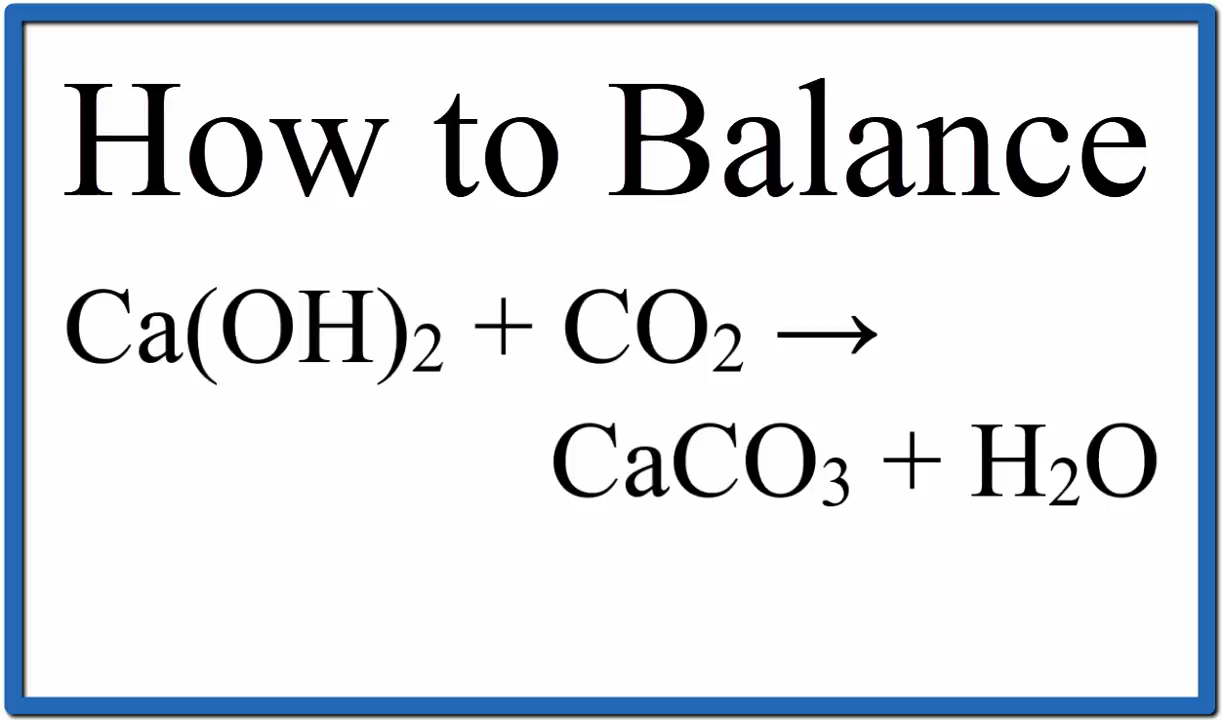 How to Balance
Ca(OH)₂ + CO₂ →
CaCO₃ + H₂O